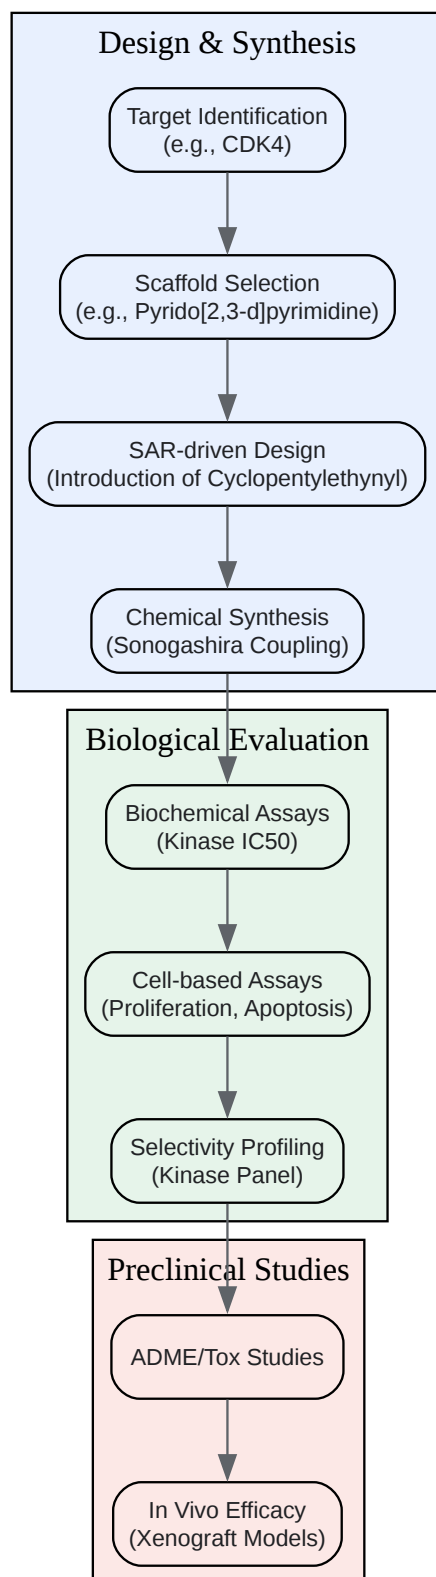 Design & Synthesis
Target Identification
(e.g., CDK4)
Scaffold Selection
(e.g., Pyrido[2,3-d]pyrimidine)
SAR-driven Design
(Introduction of Cyclopentylethynyl)
Chemical Synthesis
(Sonogashira Coupling)
Biological Evaluation
Biochemical Assays
(Kinase IC50)
Cell-based Assays
(Proliferation, Apoptosis)
Selectivity Profiling
(Kinase Panel)
Preclinical Studies
ADME/Tox Studies
In Vivo Efficacy
(Xenograft Models)